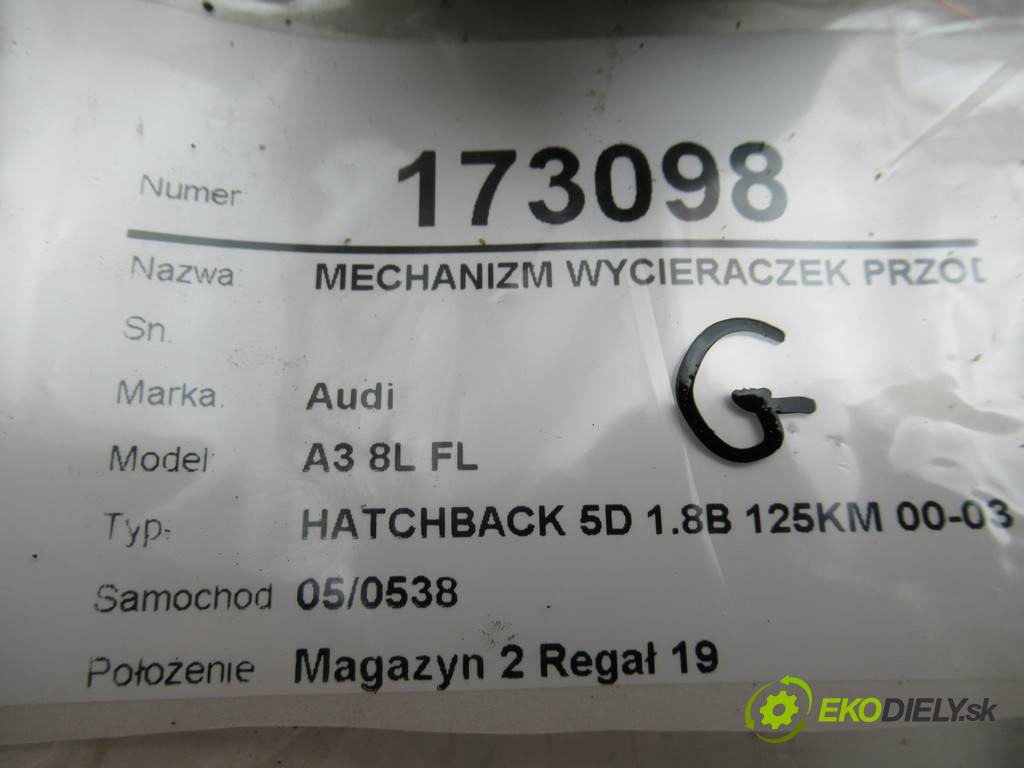 Numer 173098
Nazwa: MECHANIZM WYCIERACZEK PRZÓD
Sn.
G
Marka: Audi
Model: A3 8L FL
Typ: HATCHBACK 5D 1.8B 125KM 00-03
Samochod 05/0538
Położenie Magazyn 2 Regał 19
EKODIELY.sk